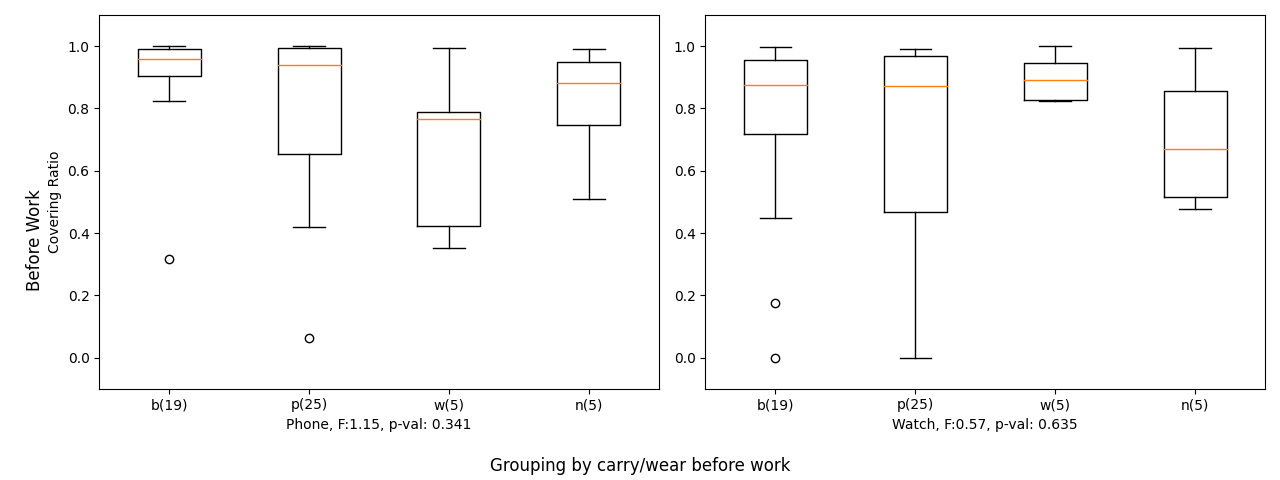 Before Work
Covering Ratio
1.0
0.8
0.6
0.4
0.2
0.0
b(19) p(25) w(5) n(5)
Phone, F:1.15, p-val: 0.341
1.0
0.8
0.6
0.4
0.2
0.0
b(19) p(25) w(5) n(5)
Watch, F:0.57, p-val: 0.635
Grouping by carry/wear before work